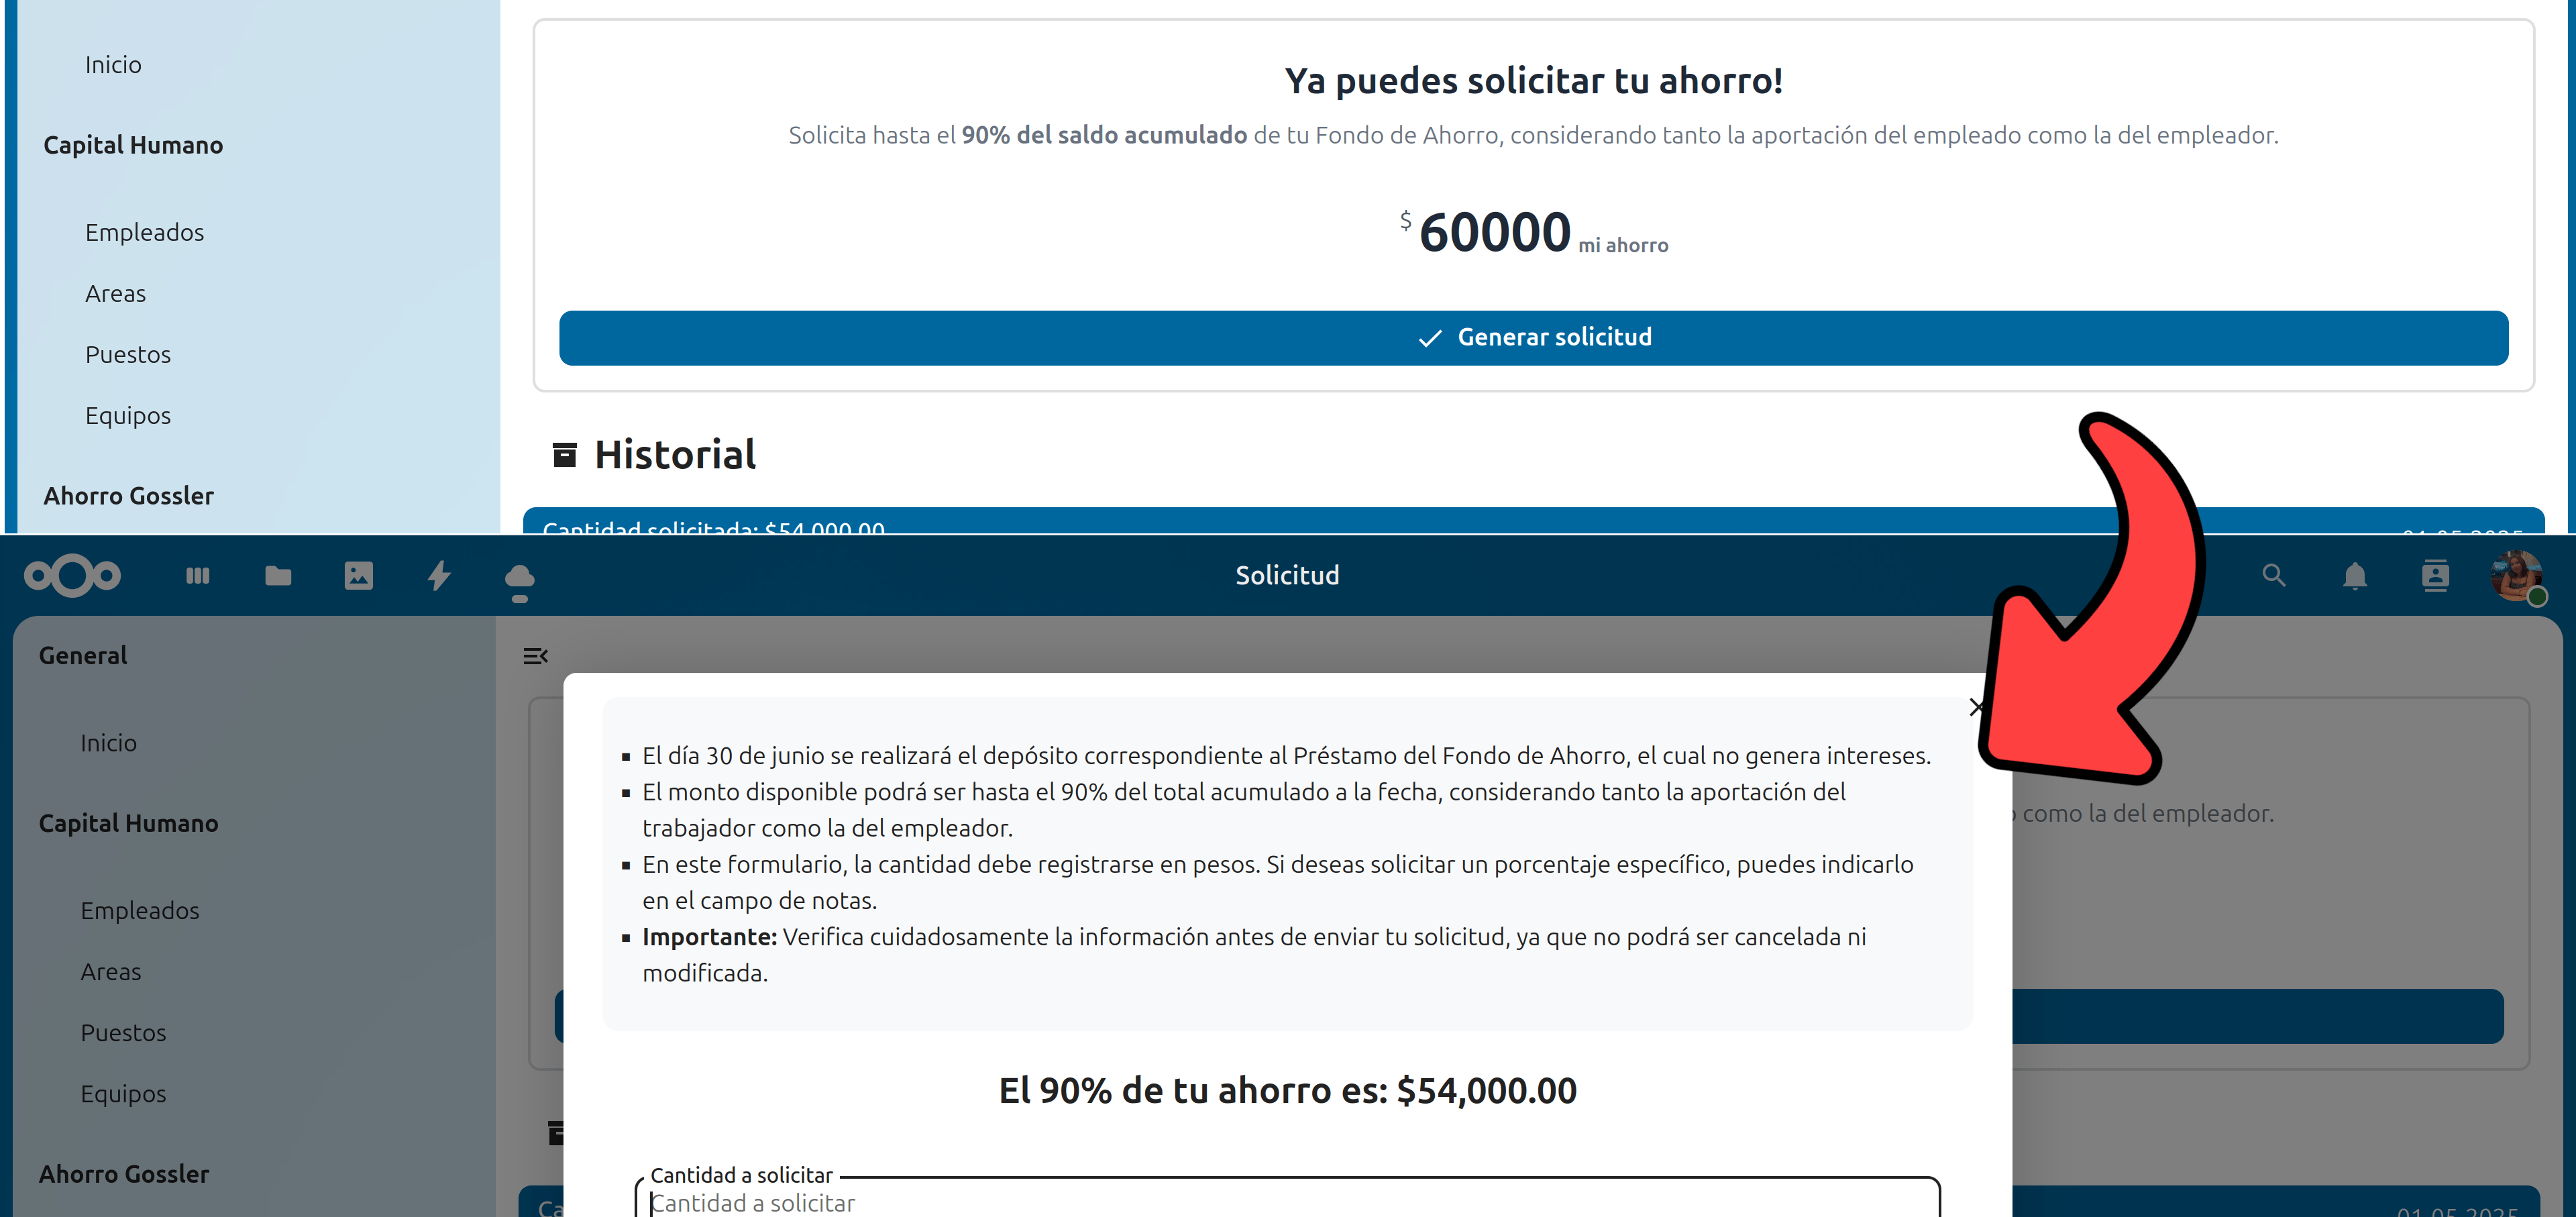 Inicio
Capital Humano
Empleados
Areas
Puestos
Equipos
Ahorro Gossler
Ya puedes solicitar tu ahorro!
Solicita hasta el 90% del saldo acumulado de tu Fondo de Ahorro, considerando tanto la aportación del empleado como la del empleador.
$ 60000 mi ahorro
Generar solicitud
Historial
Cantidad solicitada: $54,000.00
01-05-2025
Solicitud
General
Inicio
Capital Humano
Empleados
Areas
Puestos
Equipos
Ahorro Gossler
El día 30 de junio se realizará el depósito correspondiente al Préstamo del Fondo de Ahorro, el cual no genera intereses.
El monto disponible podrá ser hasta el 90% del total acumulado a la fecha, considerando tanto la aportación del
trabajador como la del empleador.
En este formulario, la cantidad debe registrarse en pesos. Si deseas solicitar un porcentaje específico, puedes indicarlo
en el campo de notas.
Importante: Verifica cuidadosamente la información antes de enviar tu solicitud, ya que no podrá ser cancelada ni
modificada.
El 90% de tu ahorro es: $54,000.00
Cantidad a solicitar
Cantidad a solicitar
como la del empleador.
Ca
01-05-2025